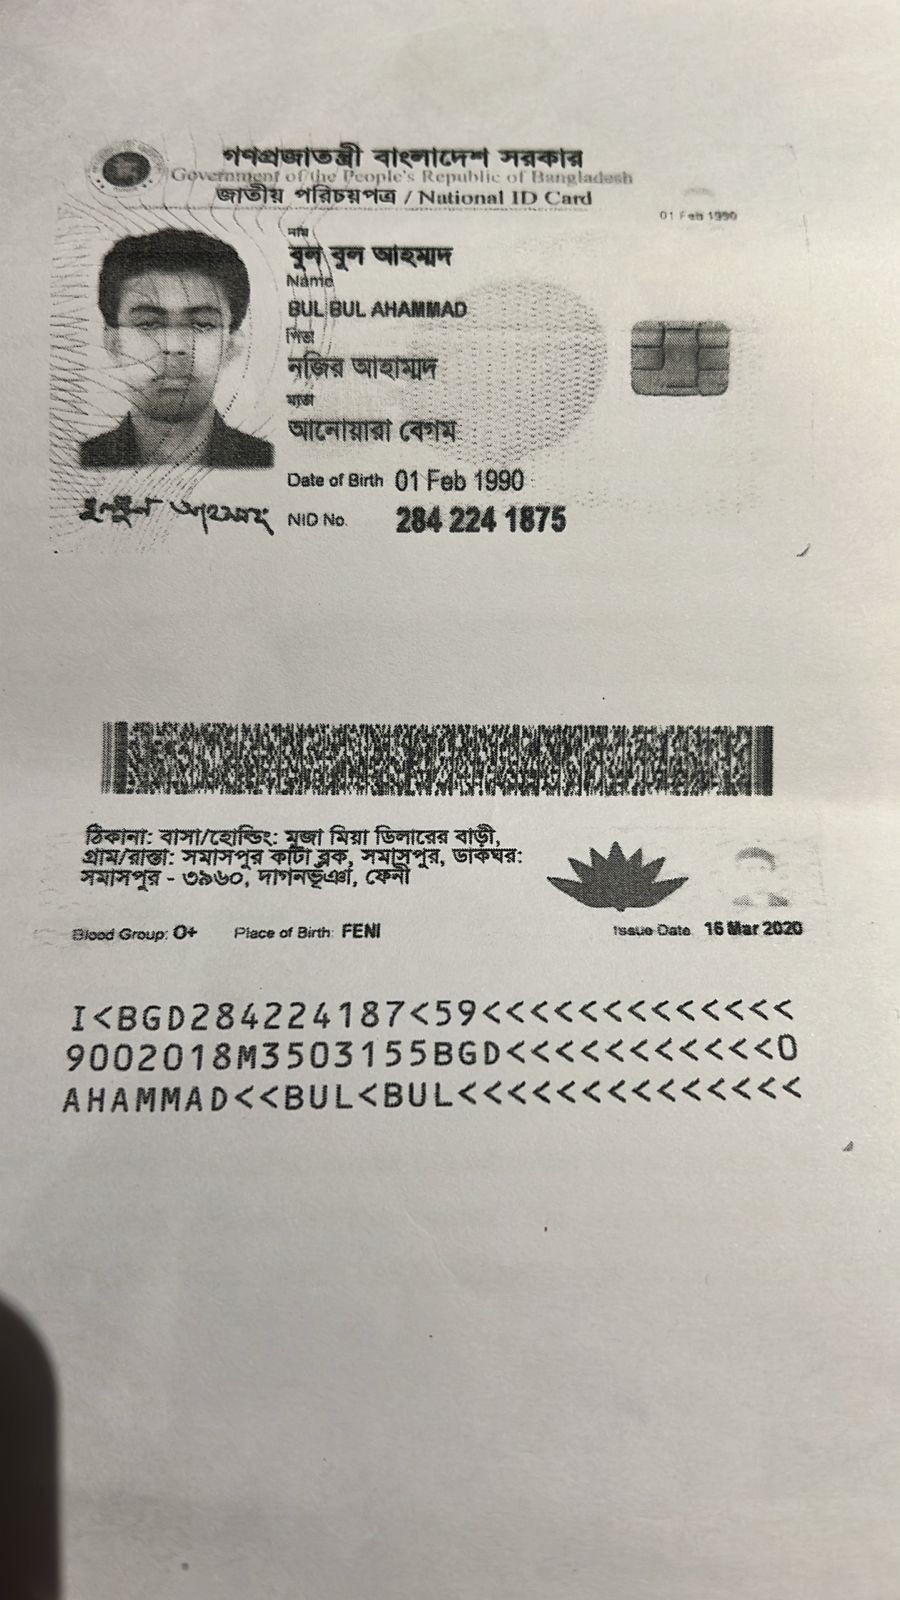 গণপ্রজাতন্ত্রী বাংলাদেশ সরকার
Government of the People's Republic of Bangladesh
জাতীয় পরিচয়পত্র / National ID Card
01 Feb 1990
নাম
বুল বুল আহম্মদ
Name
BUL BUL AHAMMAD
পিতা
নজির আহাম্মদ
মাতা
আনোয়ারা বেগম
Date of Birth 01 Feb 1990
বুলবুল আহম্মদ
NID No. 284 224 1875
ঠিকানা: বাসা/হোল্ডিং: মুজা মিয়া ডিলারের বাড়ী,
গ্রাম/রাস্তা: সমাসপুর কাটা ব্লক, সমাসপুর, ডাকঘর:
সমাসপুর - ৩৯৬০, দাগনভূঞা, ফেনী
Blood Group: O+ Place of Birth: FENI Issue Date 16 Mar 2020
I<BGD284224187<59<<<<<<<<<<<<<
9002018M3503155BGD<<<<<<<<<<<0
AHAMMAD<<BUL<BUL<<<<<<<<<<<<<<